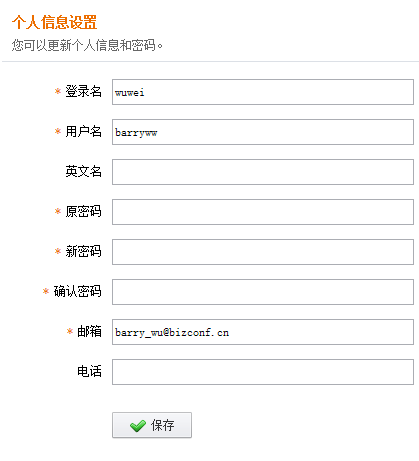 个人信息设置
您可以更新个人信息和密码。
* 登录名 wuwei
* 用户名 barryww
英文名
* 原密码
* 新密码
* 确认密码
* 邮箱 barry_wu@bizconf.cn
电话
保存